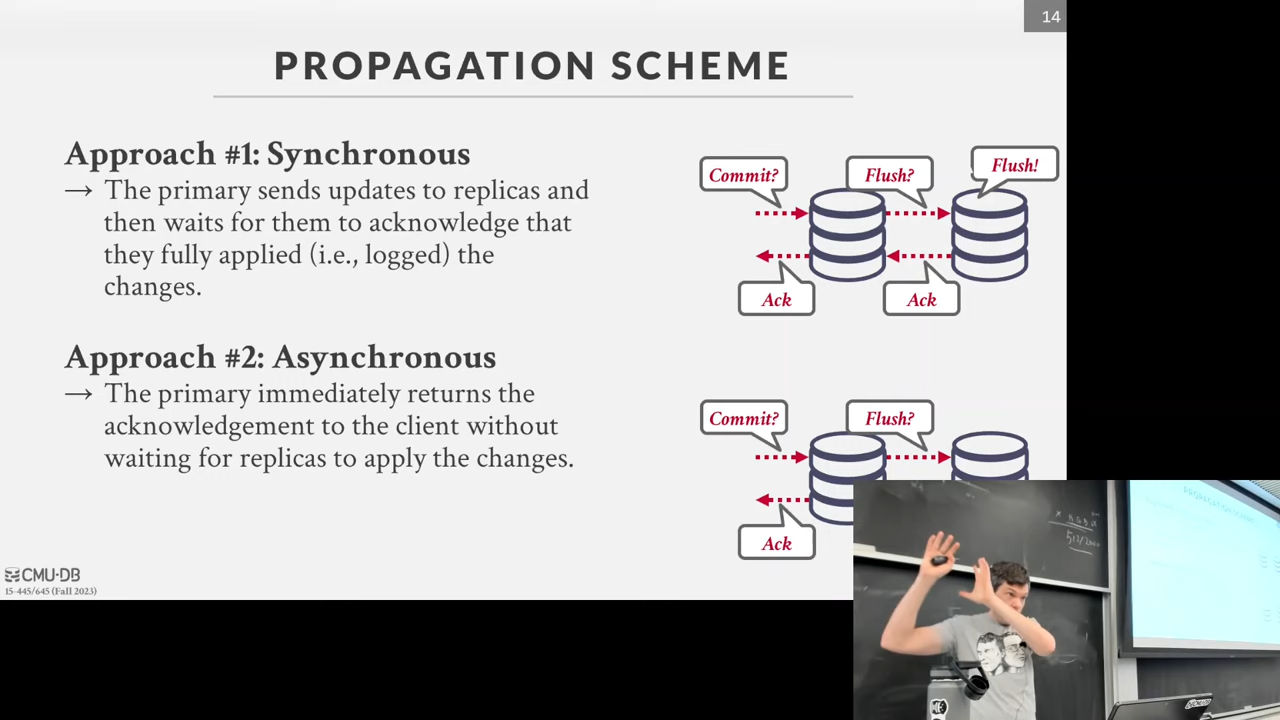 14
PROPAGATION SCHEME
Approach #1: Synchronous
→ The primary sends updates to replicas and
then waits for them to acknowledge that
they fully applied (i.e., logged) the
changes.
Commit?
Flush?
Flush!
Ack
Ack
Approach #2: Asynchronous
→ The primary immediately returns the
acknowledgement to the client without
waiting for replicas to apply the changes.
Commit?
Flush?
Ack
CMU·DB
15-445/645 (Fall 2023)
PROPAGATION SCHEME